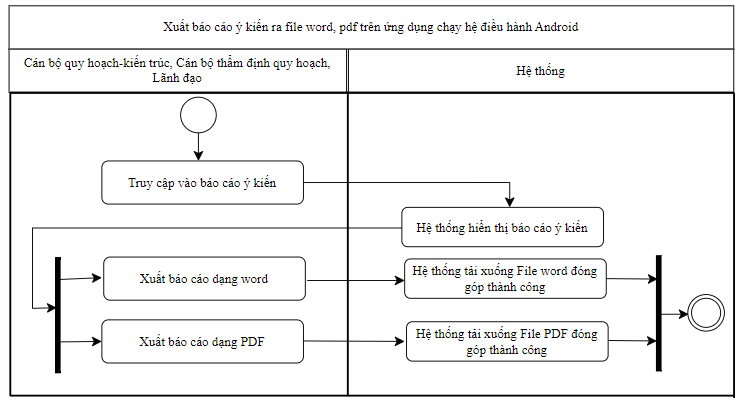 Xuất báo cáo ý kiến ra file word, pdf trên ứng dụng chạy hệ điều hành Android
Cán bộ quy hoạch-kiến trúc, Cán bộ thẩm định quy hoạch,
Lãnh đạo
Hệ thống
Truy cập vào báo cáo ý kiến
Hệ thống hiển thị báo cáo ý kiến
Xuất báo cáo dạng word
Hệ thống tải xuống File word đóng
góp thành công
Xuất báo cáo dạng PDF
Hệ thống tải xuống File PDF đóng
góp thành công